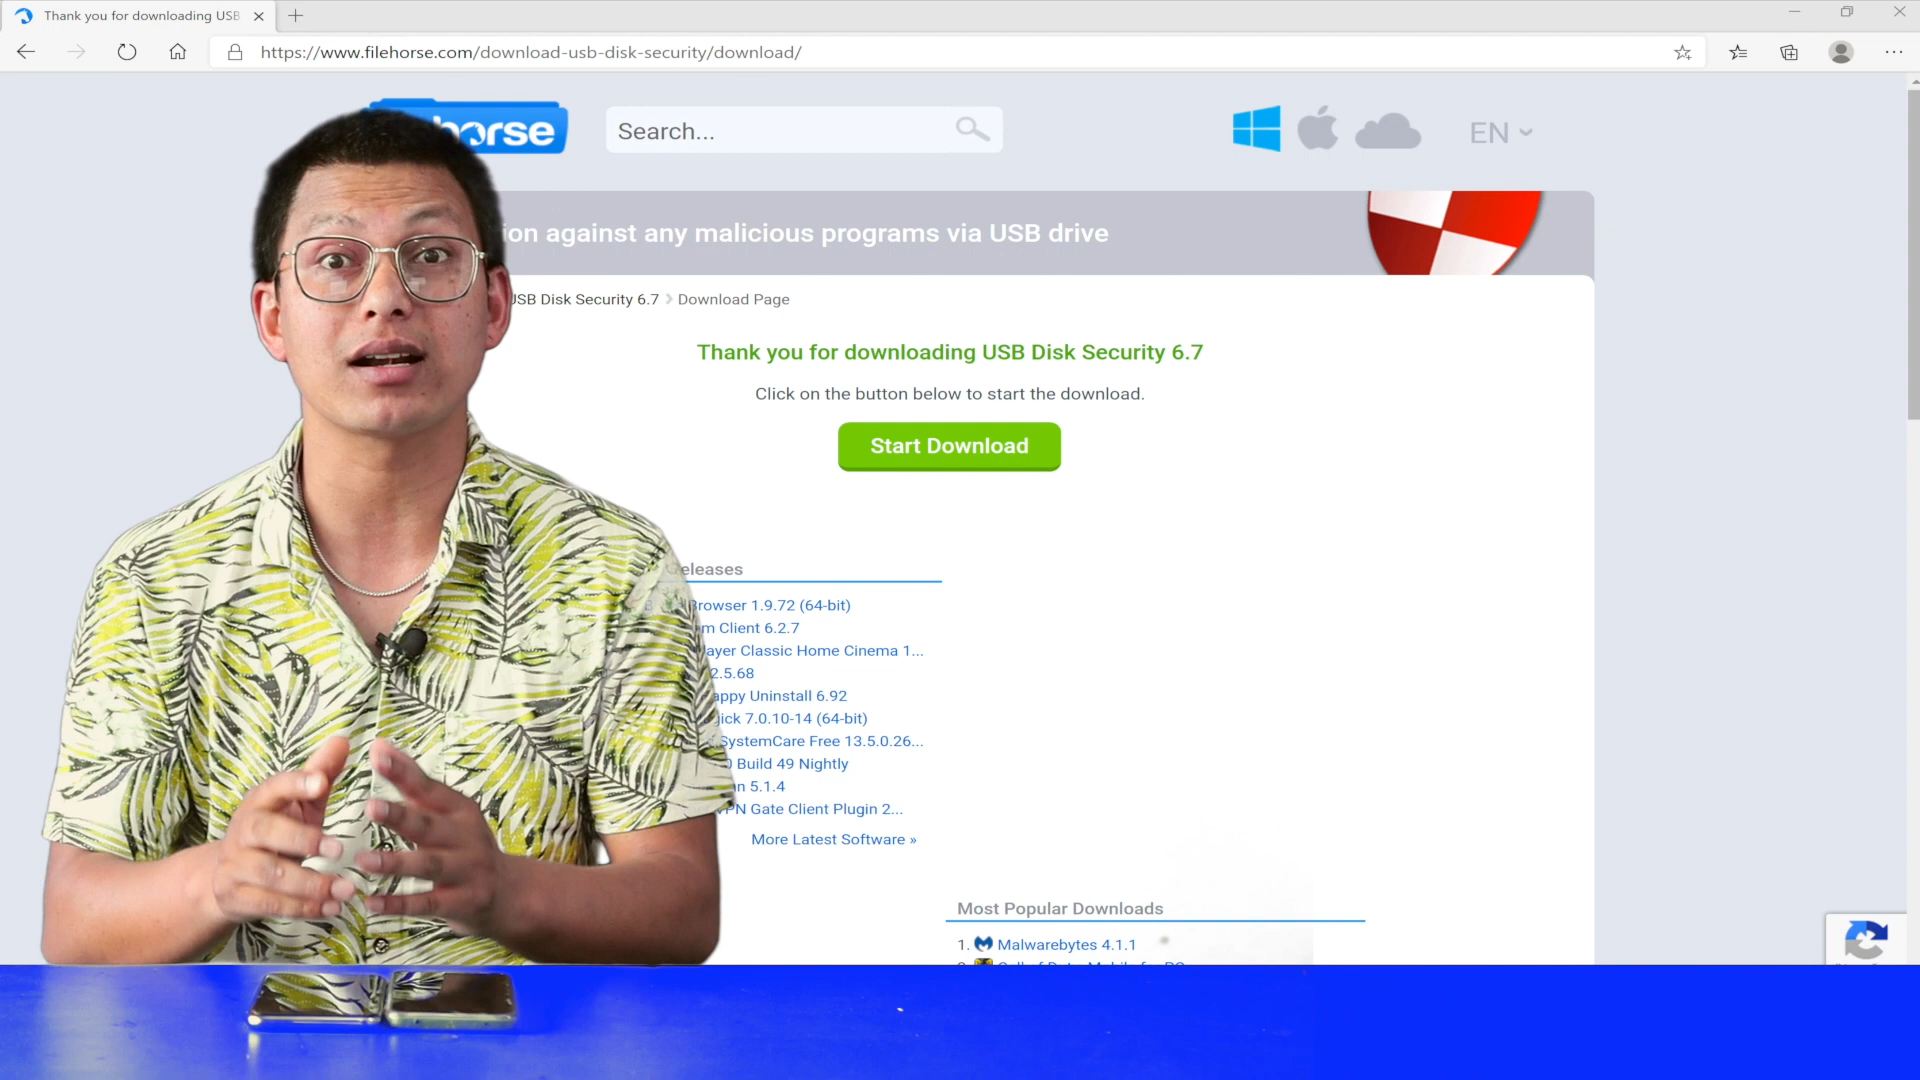 Thank you for downloading USB
https://www.filehorse.com/download-usb-disk-security/download/
horse
Search...
EN
ion against any malicious programs via USB drive
USB Disk Security 6.7 Download Page
Thank you for downloading USB Disk Security 6.7
Click on the button below to start the download.
Start Download
eleases
Browser 1.9.72 (64-bit)
m Client 6.2.7
ayer Classic Home Cinema 1...
2.5.68
appy Uninstall 6.92
ick 7.0.10-14 (64-bit)
SystemCare Free 13.5.0.26...
0 Build 49 Nightly
n 5.1.4
VPN Gate Client Plugin 2...
More Latest Software »
Most Popular Downloads
1. Malwarebytes 4.1.1